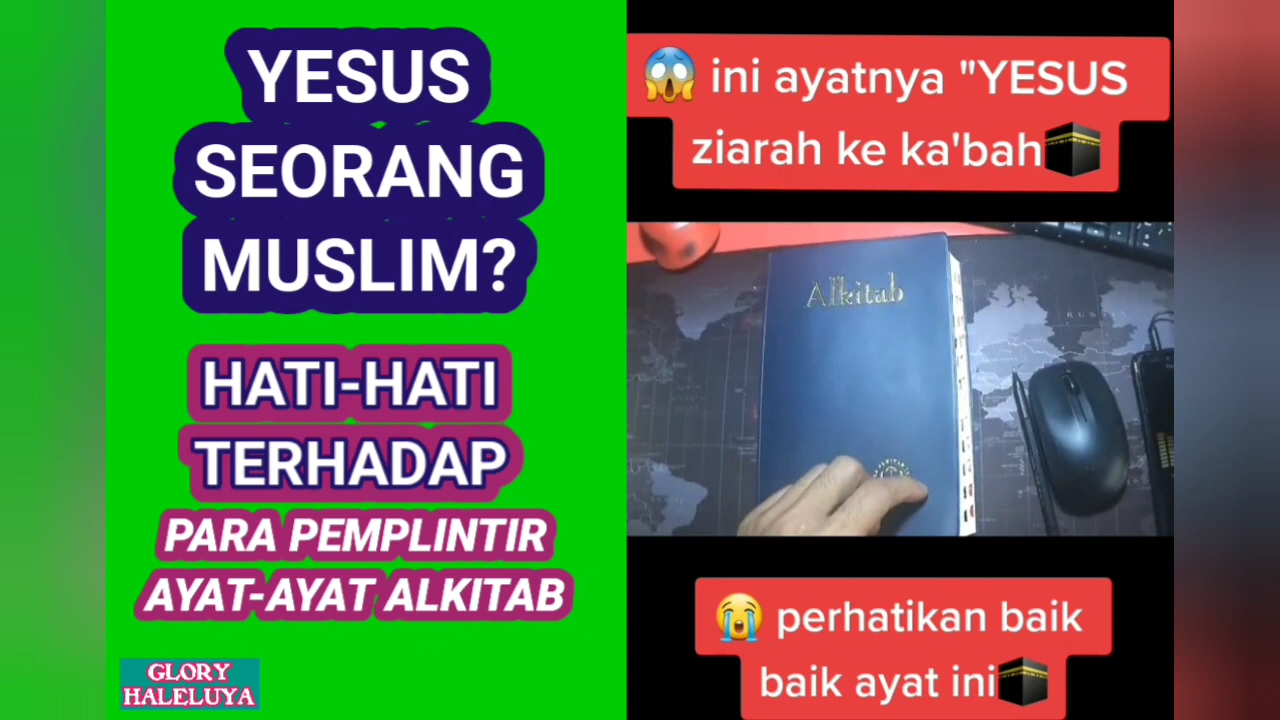 YESUS
SEORANG
MUSLIM?
HATI-HATI
TERHADAP
PARA PEMPLINTIR
AYAT-AYAT ALKITAB
GLORY
HALELUYA
😱 ini ayatnya "YESUS
ziarah ke ka'bah🕋
Alkitab
😭 perhatikan baik
baik ayat ini🕋